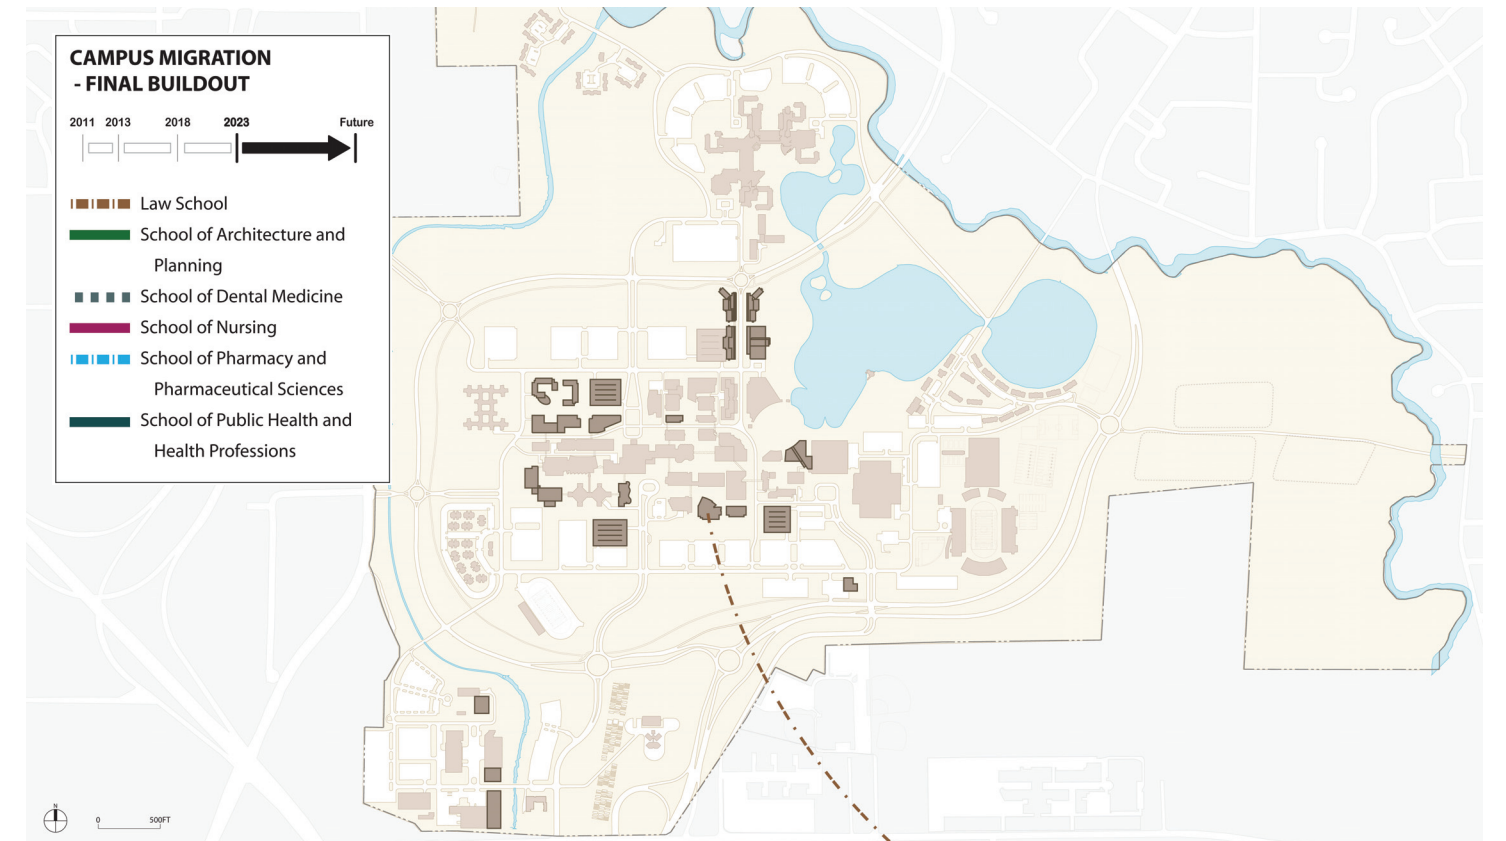 CAMPUS MIGRATION
- FINAL BUILDOUT
2011 2013 2018 2023 Future
Law School
School of Architecture and
Planning
School of Dental Medicine
School of Nursing
School of Pharmacy and
Pharmaceutical Sciences
School of Public Health and
Health Professions
N
0 500FT